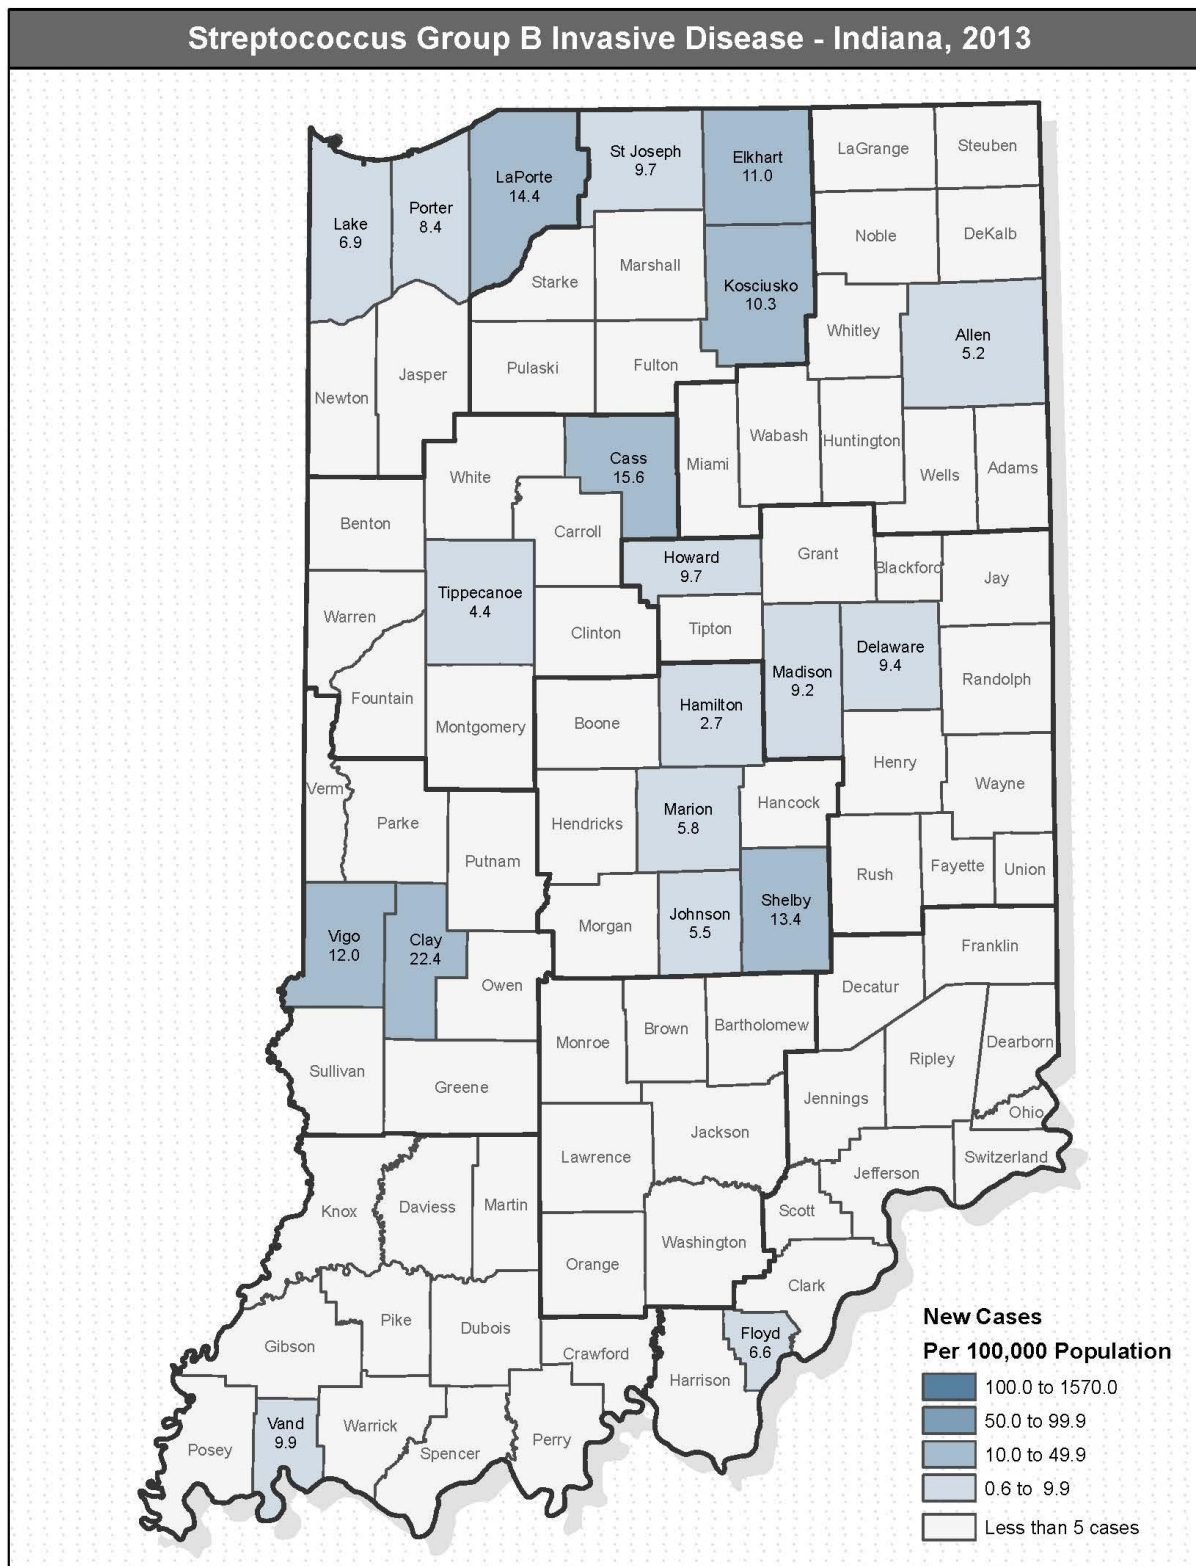 Streptococcus Group B Invasive Disease - Indiana, 2013
St Joseph
9.7
Elkhart
11.0
LaGrange
Steuben
LaPorte
14.4
Porter
8.4
Lake
6.9
Noble
DeKalb
Marshall
Starke
Kosciusko
10.3
Whitley
Allen
5.2
Pulaski
Fulton
Jasper
Newton
Wabash
Huntington
Cass
15.6
Miami
White
Wells
Adams
Benton
Carroll
Howard
9.7
Grant
Blackford
Jay
Tippecanoe
4.4
Warren
Clinton
Tipton
Madison
9.2
Delaware
9.4
Randolph
Fountain
Hamilton
2.7
Boone
Montgomery
Henry
Wayne
Verm
Parke
Hendricks
Marion
5.8
Hancock
Putnam
Rush
Fayette
Union
Shelby
13.4
Johnson
5.5
Morgan
Vigo
12.0
Clay
22.4
Franklin
Owen
Decatur
Monroe
Brown
Bartholomew
Dearborn
Ripley
Sullivan
Greene
Jennings
Ohio
Jackson
Lawrence
Switzerland
Jefferson
Knox
Daviess
Martin
Scott
Washington
Orange
Clark
Pike
Dubois
Gibson
Floyd
6.6
Crawford
Harrison
Vand
9.9
Warrick
Posey
Spencer
Perry
New Cases
Per 100,000 Population
100.0 to 1570.0
50.0 to 99.9
10.0 to 49.9
0.6 to 9.9
Less than 5 cases